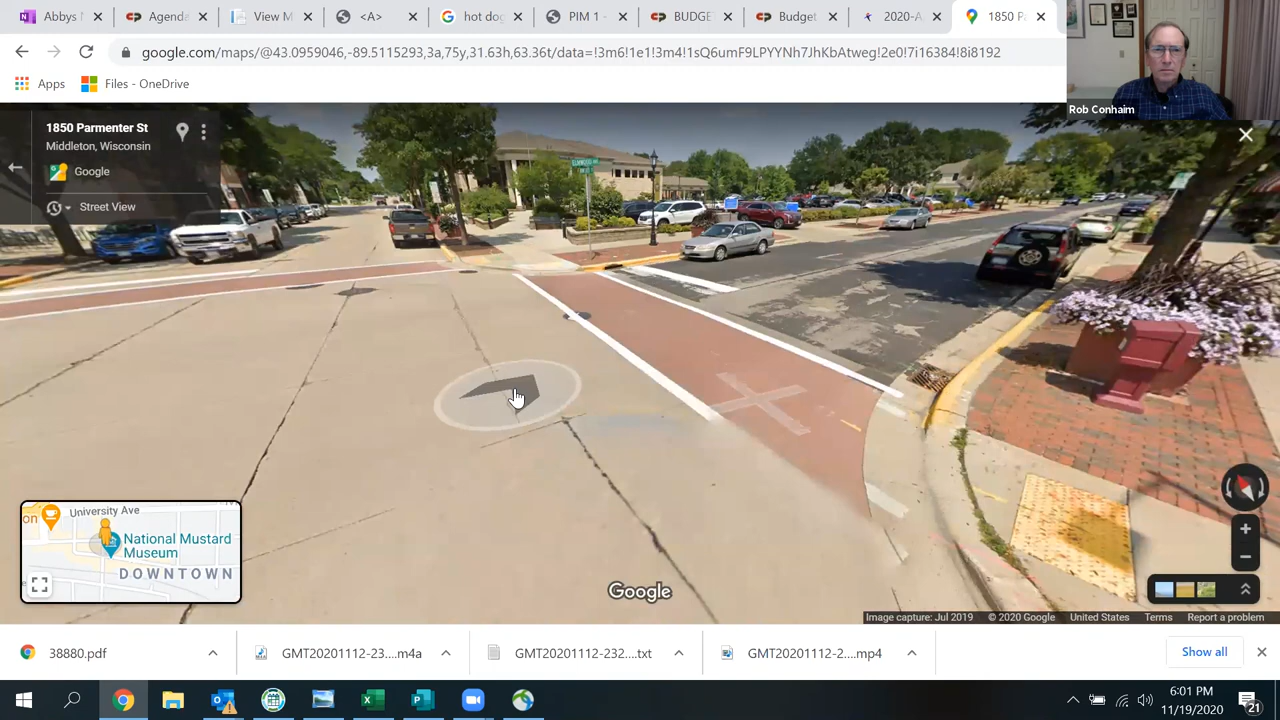 Abbys N
Agenda
View M
<A>
hot dog
PIM 1 -
BUDGE
Budget
2020-A
1850 Pa
google.com/maps/@43.0959046,-89.5115293,3a,75y,31.63h,63.36t/data=!3m6!1e1!3m4!1sQ6umF9LPYYNh7JhKbAtweg!2e0!7i16384!8i8192
Apps
Files - OneDrive
Rob Conhaim
1850 Parmenter St
Middleton, Wisconsin
Google
Street View
University Ave
on
National Mustard
Museum
DOWNTOWN
Google
Image capture: Jul 2019
© 2020 Google
United States
Terms
Report a problem
38880.pdf
GMT20201112-23....m4a
GMT20201112-232....txt
GMT20201112-2....mp4
Show all
6:01 PM
11/19/2020
21